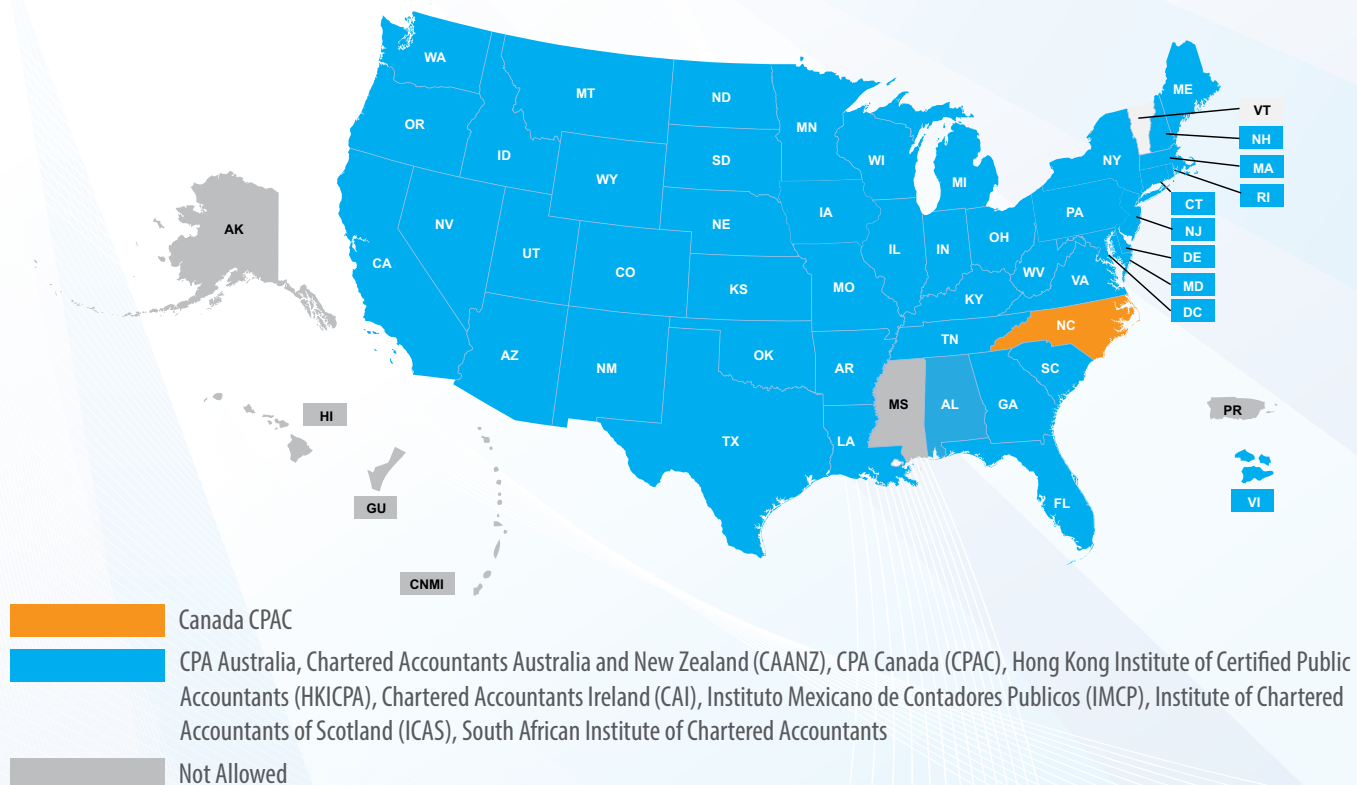 WA
MT
ND
MN
ME
VT
OR
ID
SD
WI
NY
NH
MI
WY
MA
IA
PA
RI
NE
CT
AK
NV
UT
CO
IL
IN
OH
NJ
CA
KS
MO
WV
VA
DE
KY
MD
DC
NC
TN
AZ
NM
OK
AR
SC
MS
AL
GA
PR
HI
TX
LA
GU
FL
VI
CNMI
Canada CPAC
CPA Australia, Chartered Accountants Australia and New Zealand (CAANZ), CPA Canada (CPAC), Hong Kong Institute of Certified Public
Accountants (HKICPA), Chartered Accountants Ireland (CAI), Instituto Mexicano de Contadores Publicos (IMCP), Institute of Chartered
Accountants of Scotland (ICAS), South African Institute of Chartered Accountants
Not Allowed